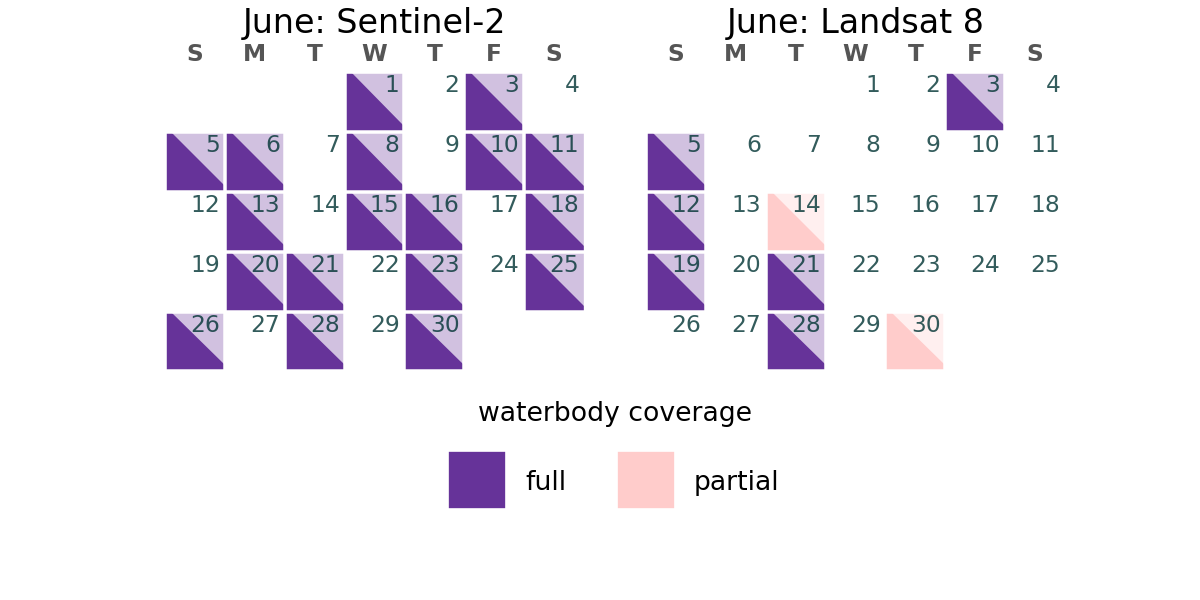 June: Sentinel-2
S M T W T F S
1 2 3 4
5 6 7 8 9 10 11
12 13 14 15 16 17 18
19 20 21 22 23 24 25
26 27 28 29 30
June: Landsat 8
S M T W T F S
1 2 3 4
5 6 7 8 9 10 11
12 13 14 15 16 17 18
19 20 21 22 23 24 25
26 27 28 29 30
waterbody coverage
full
partial